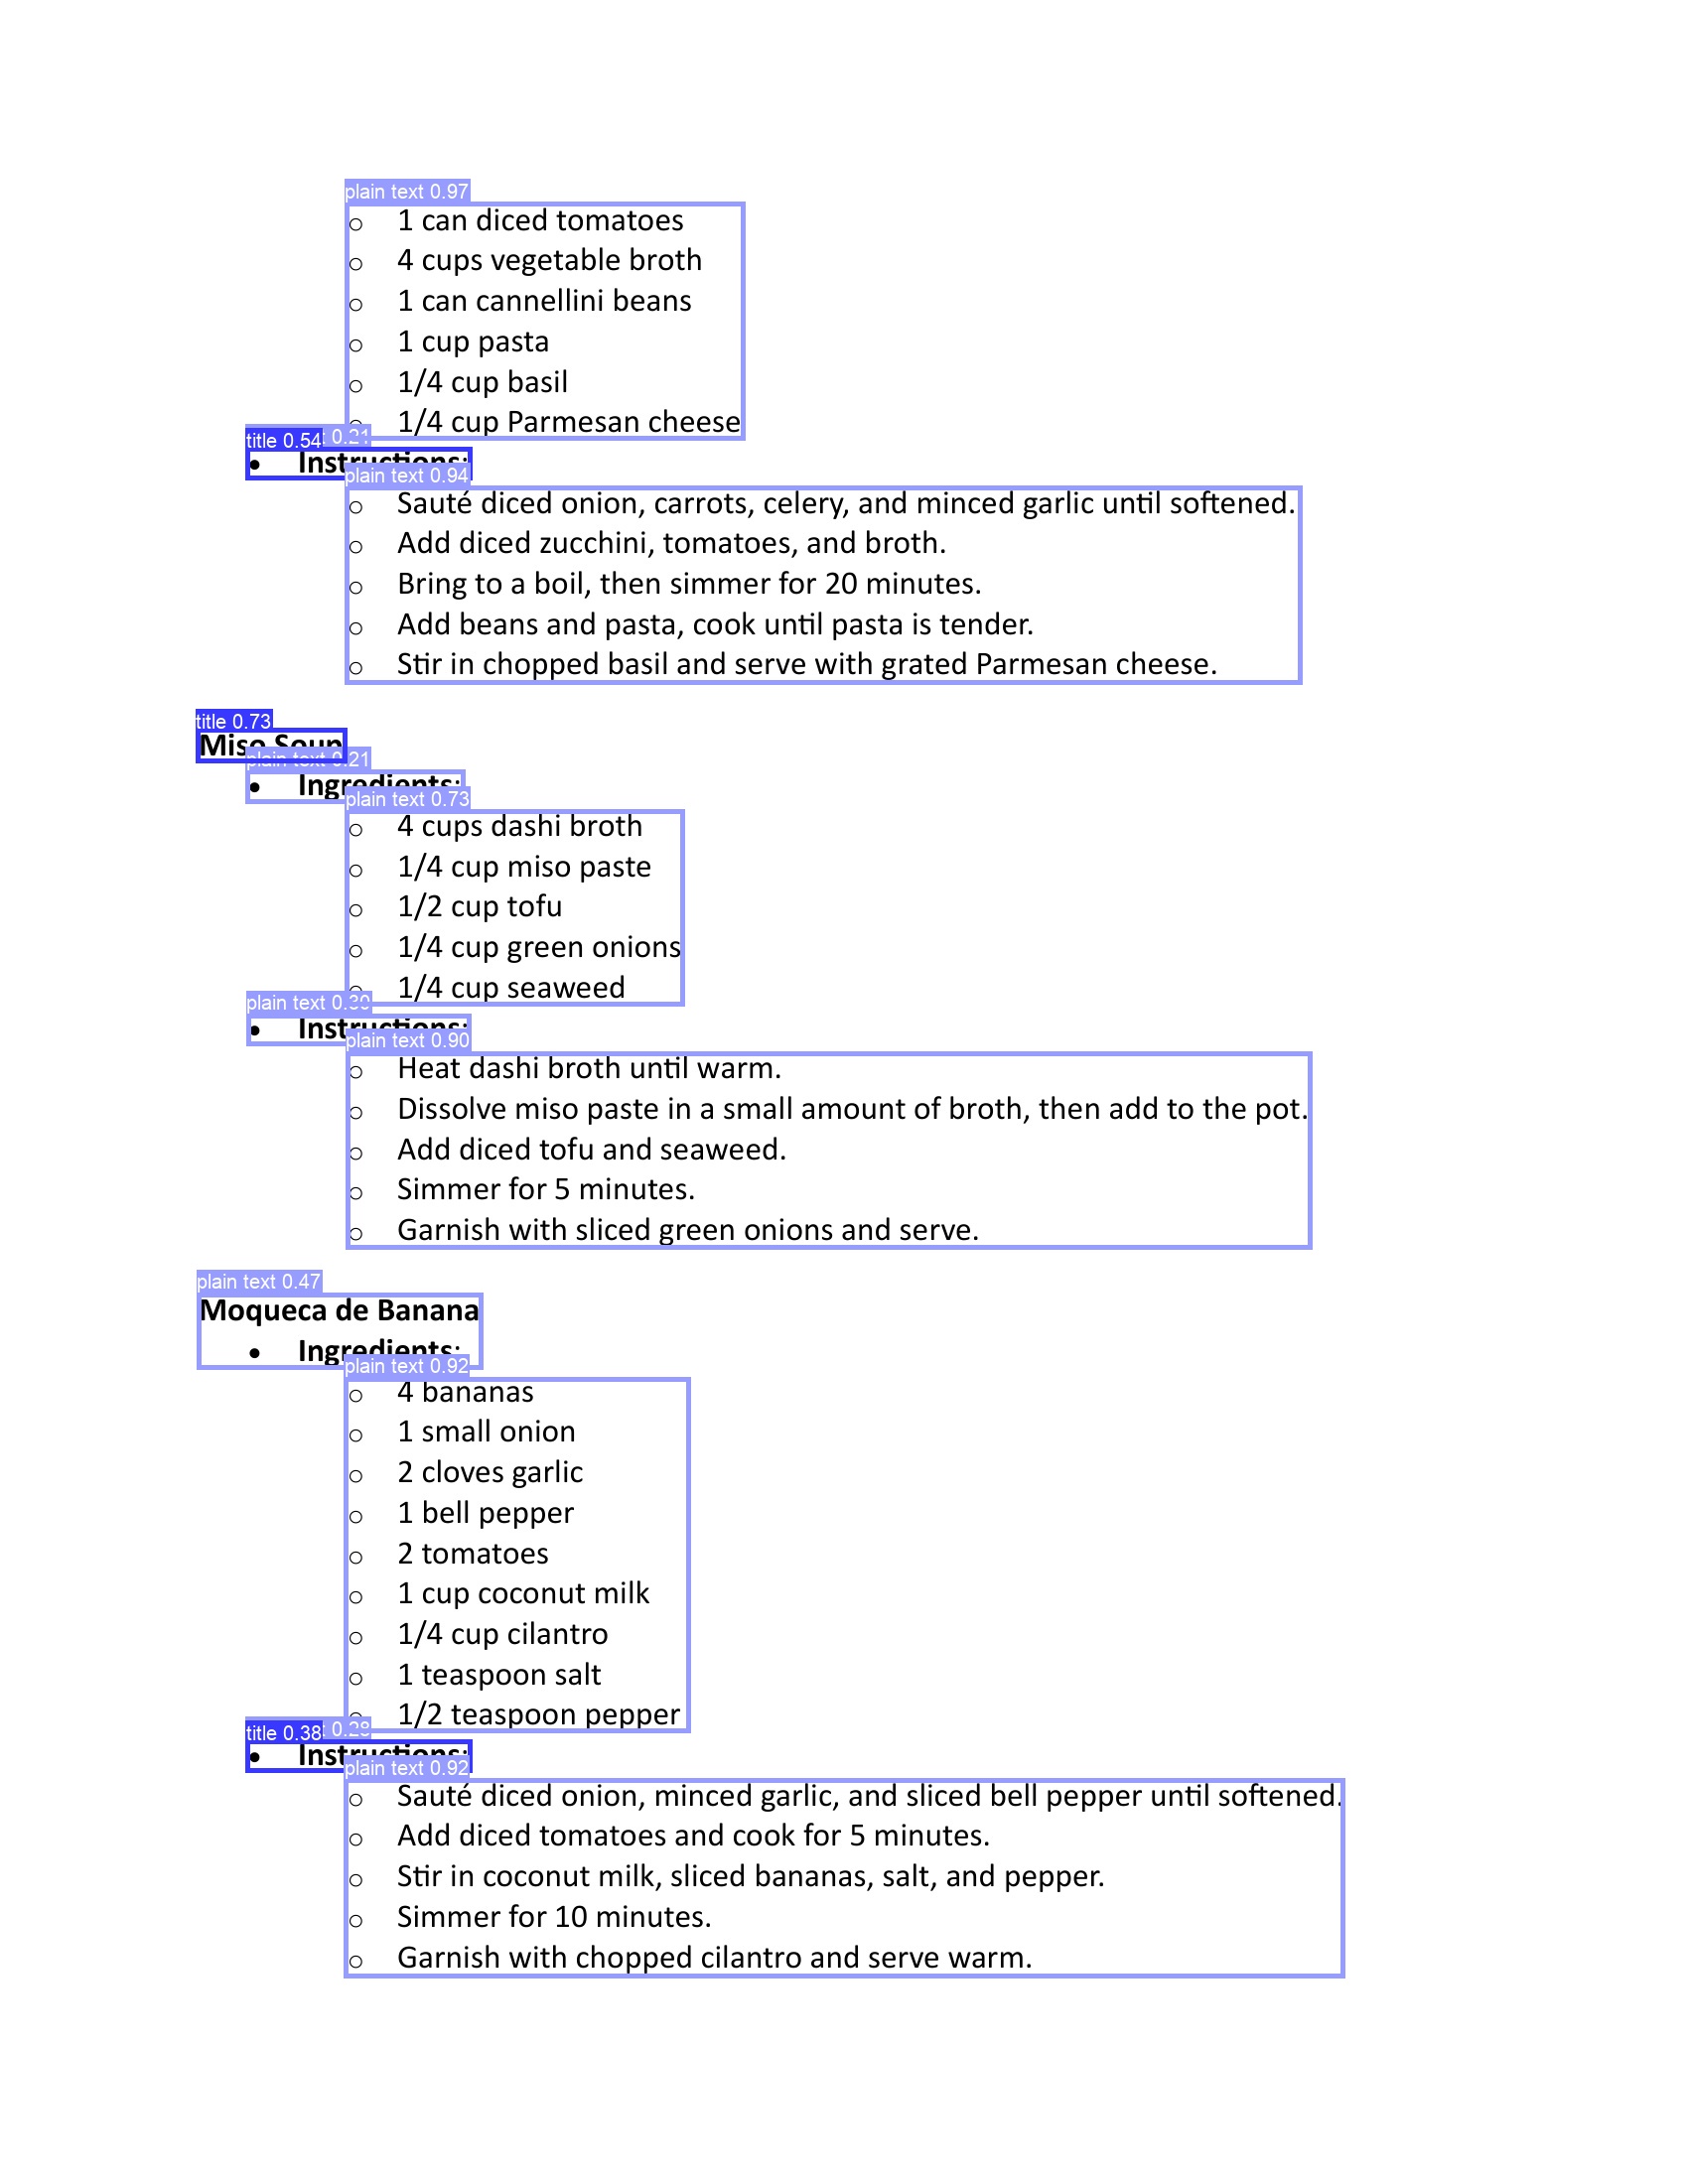 plain text 0.97
○ 1 can diced tomatoes
○ 4 cups vegetable broth
○ 1 can cannellini beans
○ 1 cup pasta
○ 1/4 cup basil
○ 1/4 cup Parmesan cheese
title 0.54 : 0.21
• Instructions:
plain text 0.94
○ Sauté diced onion, carrots, celery, and minced garlic until softened.
○ Add diced zucchini, tomatoes, and broth.
○ Bring to a boil, then simmer for 20 minutes.
○ Add beans and pasta, cook until pasta is tender.
○ Stir in chopped basil and serve with grated Parmesan cheese.
title 0.73
Miso Soup
plain text 0.21
• Ingredients:
plain text 0.73
○ 4 cups dashi broth
○ 1/4 cup miso paste
○ 1/2 cup tofu
○ 1/4 cup green onions
○ 1/4 cup seaweed
plain text 0.30
• Instructions:
plain text 0.90
○ Heat dashi broth until warm.
○ Dissolve miso paste in a small amount of broth, then add to the pot.
○ Add diced tofu and seaweed.
○ Simmer for 5 minutes.
○ Garnish with sliced green onions and serve.
plain text 0.47
Moqueca de Banana
• Ingredients:
plain text 0.92
○ 4 bananas
○ 1 small onion
○ 2 cloves garlic
○ 1 bell pepper
○ 2 tomatoes
○ 1 cup coconut milk
○ 1/4 cup cilantro
○ 1 teaspoon salt
○ 1/2 teaspoon pepper
title 0.38 : 0.28
• Instructions:
plain text 0.92
○ Sauté diced onion, minced garlic, and sliced bell pepper until softened.
○ Add diced tomatoes and cook for 5 minutes.
○ Stir in coconut milk, sliced bananas, salt, and pepper.
○ Simmer for 10 minutes.
○ Garnish with chopped cilantro and serve warm.